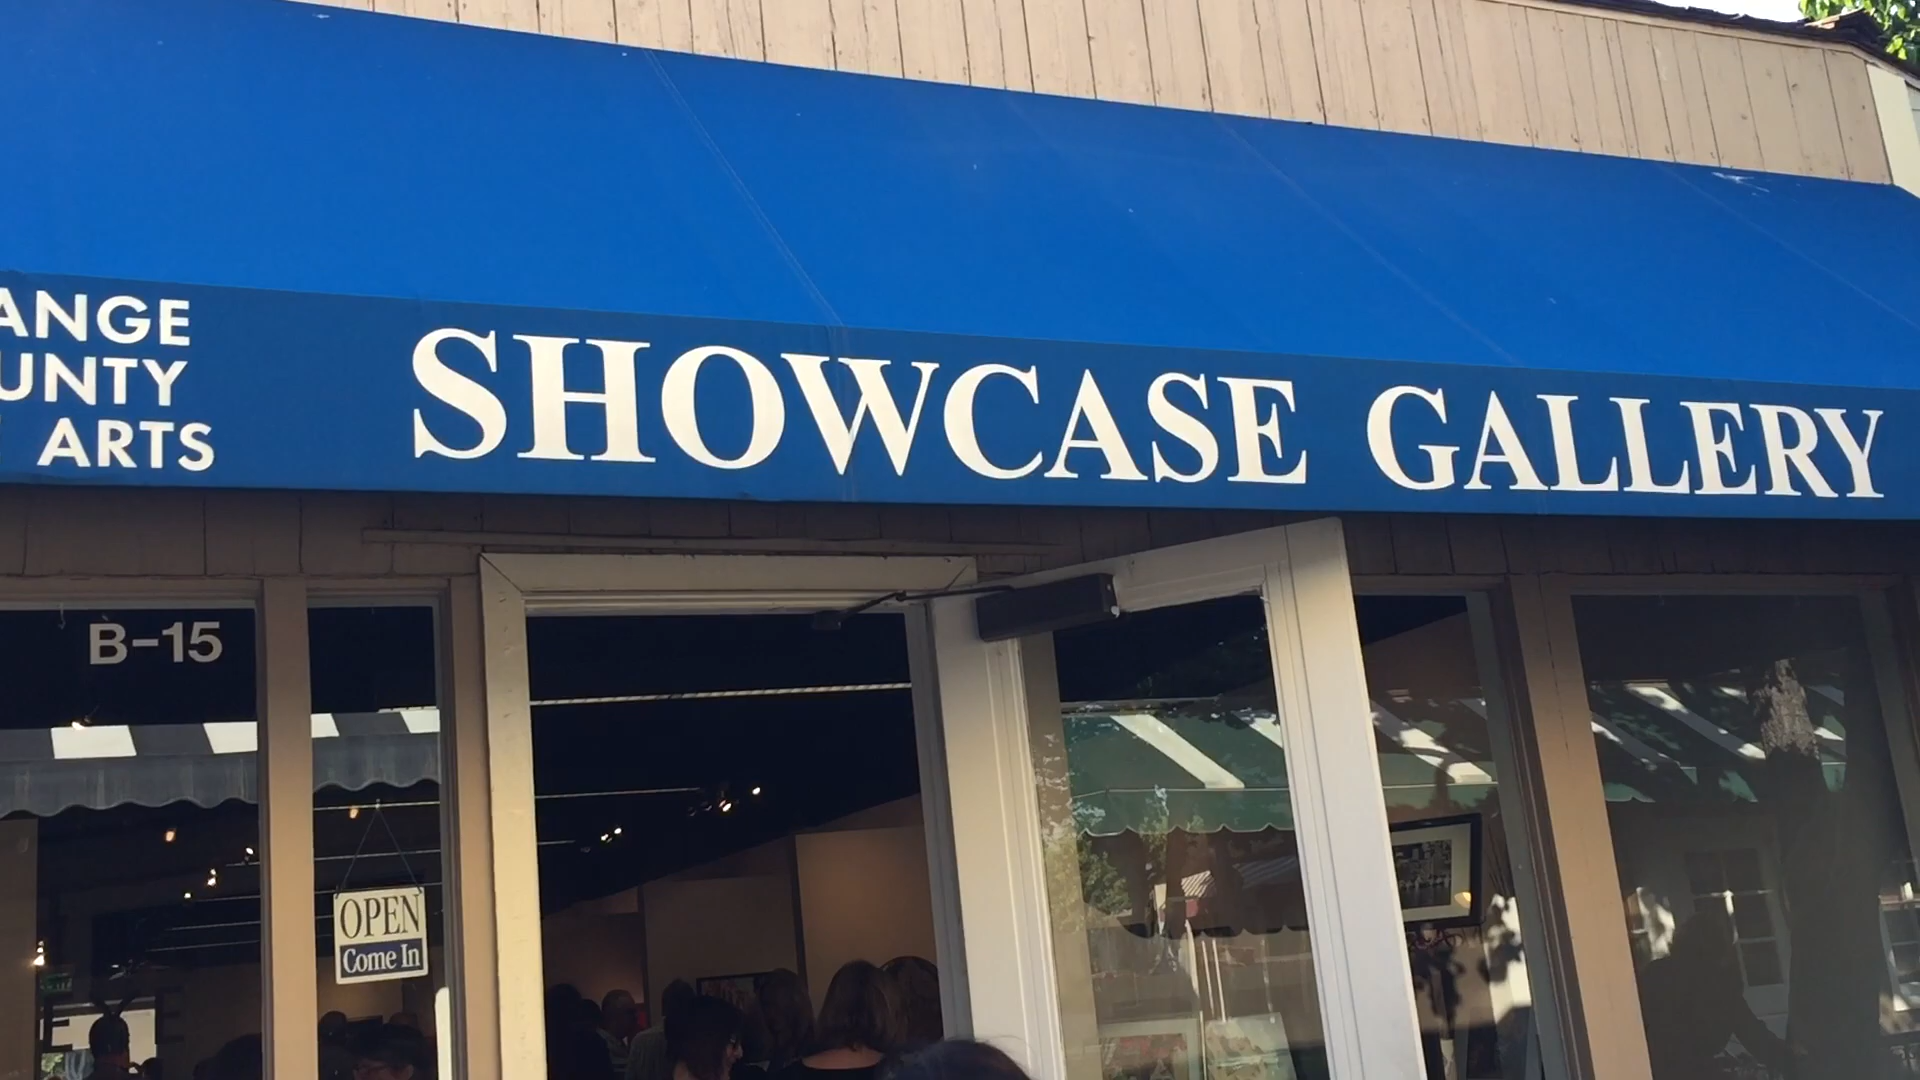 ANGE
UNTY
ARTS
SHOWCASE GALLERY
B-15
OPEN
Come In